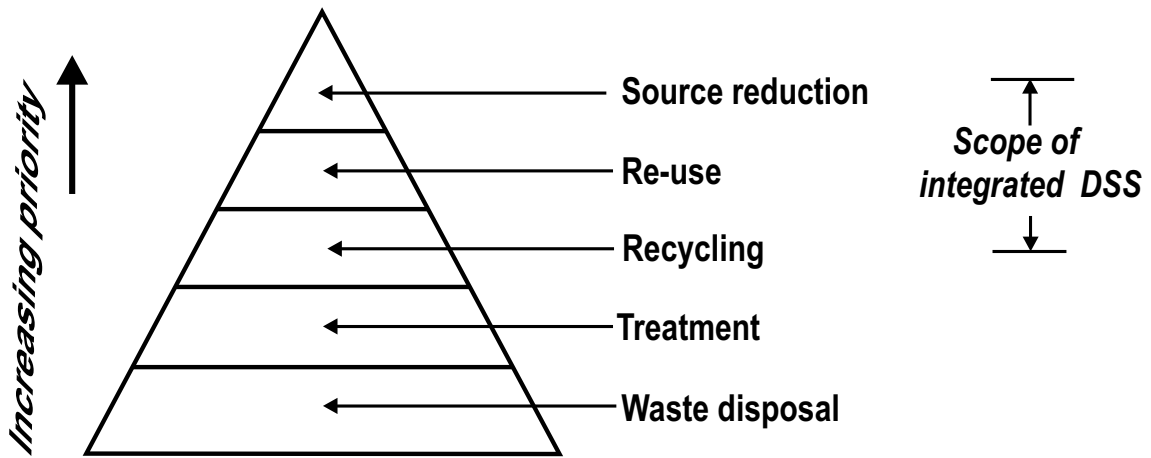 Increasing priority
Source reduction
Re-use
Recycling
Treatment
Waste disposal
Scope of
integrated DSS